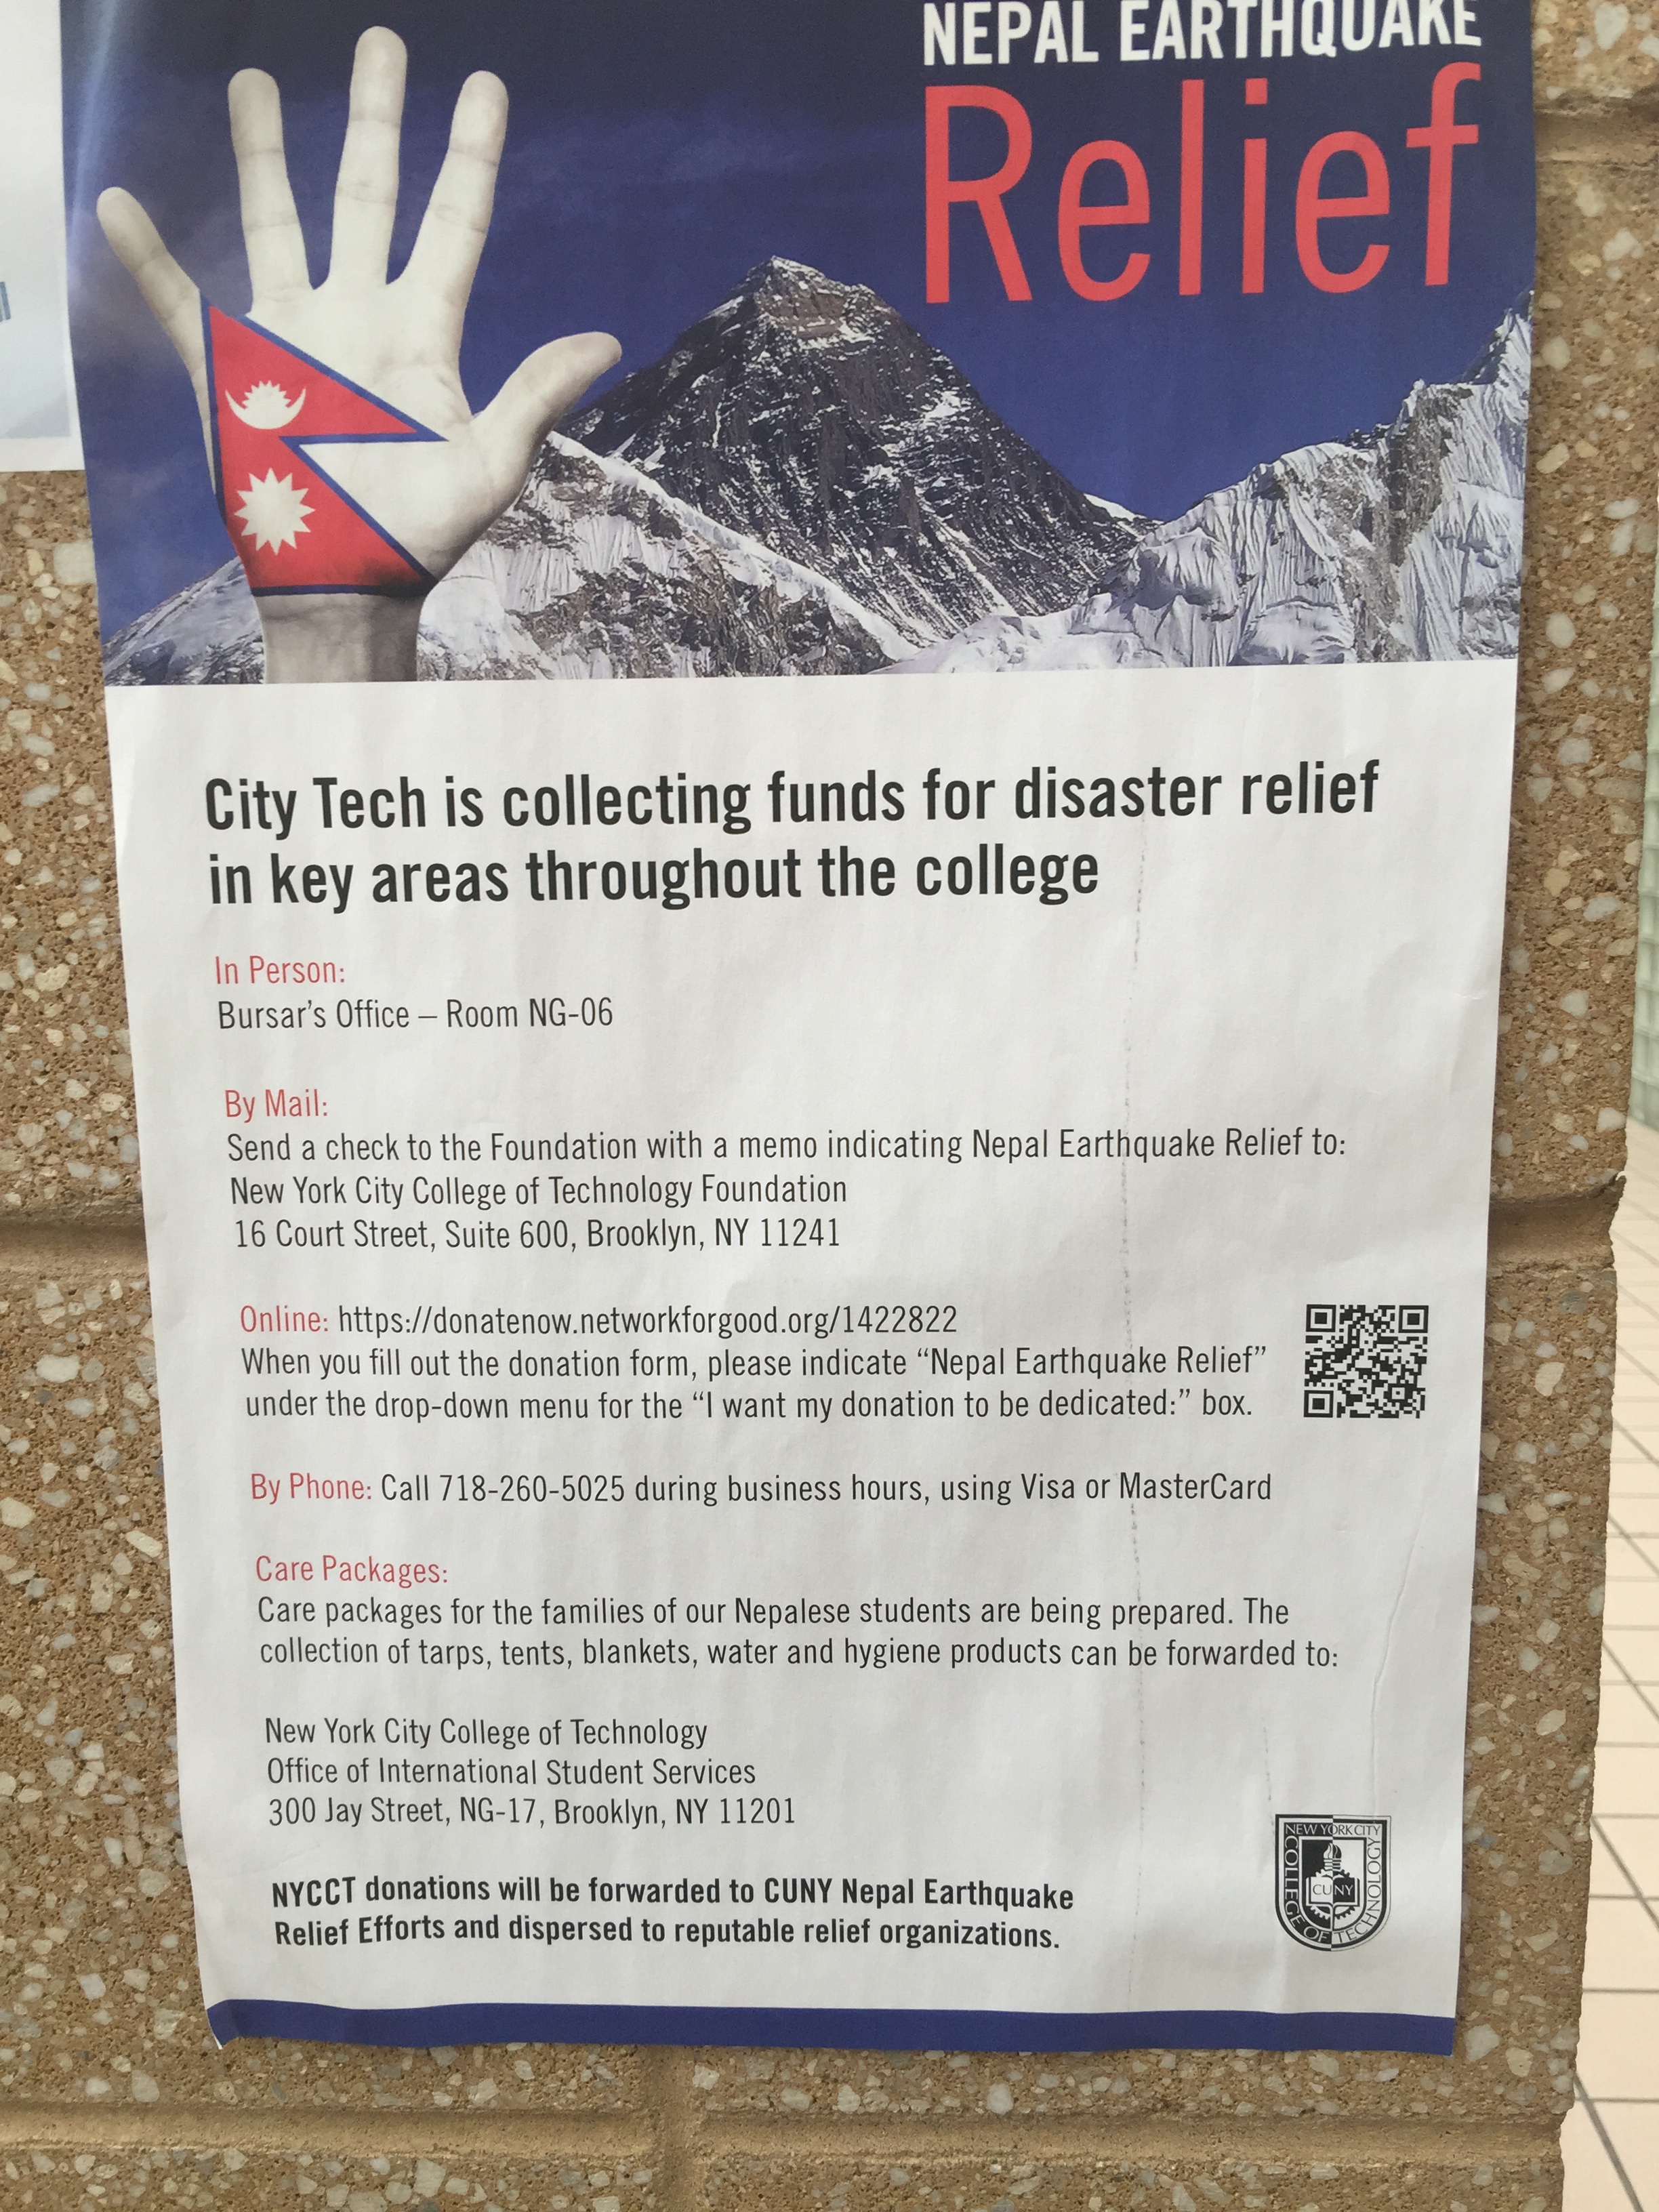 NEPAL EARTHQUAKE
Relief
City Tech is collecting funds for disaster relief
in key areas throughout the college
In Person:
Bursar's Office – Room NG-06
By Mail:
Send a check to the Foundation with a memo indicating Nepal Earthquake Relief to:
New York City College of Technology Foundation
16 Court Street, Suite 600, Brooklyn, NY 11241
Online: https://donatenow.networkforgood.org/1422822
When you fill out the donation form, please indicate “Nepal Earthquake Relief”
under the drop-down menu for the “I want my donation to be dedicated:” box.
By Phone: Call 718-260-5025 during business hours, using Visa or MasterCard
Care Packages:
Care packages for the families of our Nepalese students are being prepared. The
collection of tarps, tents, blankets, water and hygiene products can be forwarded to:
New York City College of Technology
Office of International Student Services
300 Jay Street, NG-17, Brooklyn, NY 11201
NYCCT donations will be forwarded to CUNY Nepal Earthquake
Relief Efforts and dispersed to reputable relief organizations.
NEW YORK CITY
COLLEGE OF TECHNOLOGY
CUNY